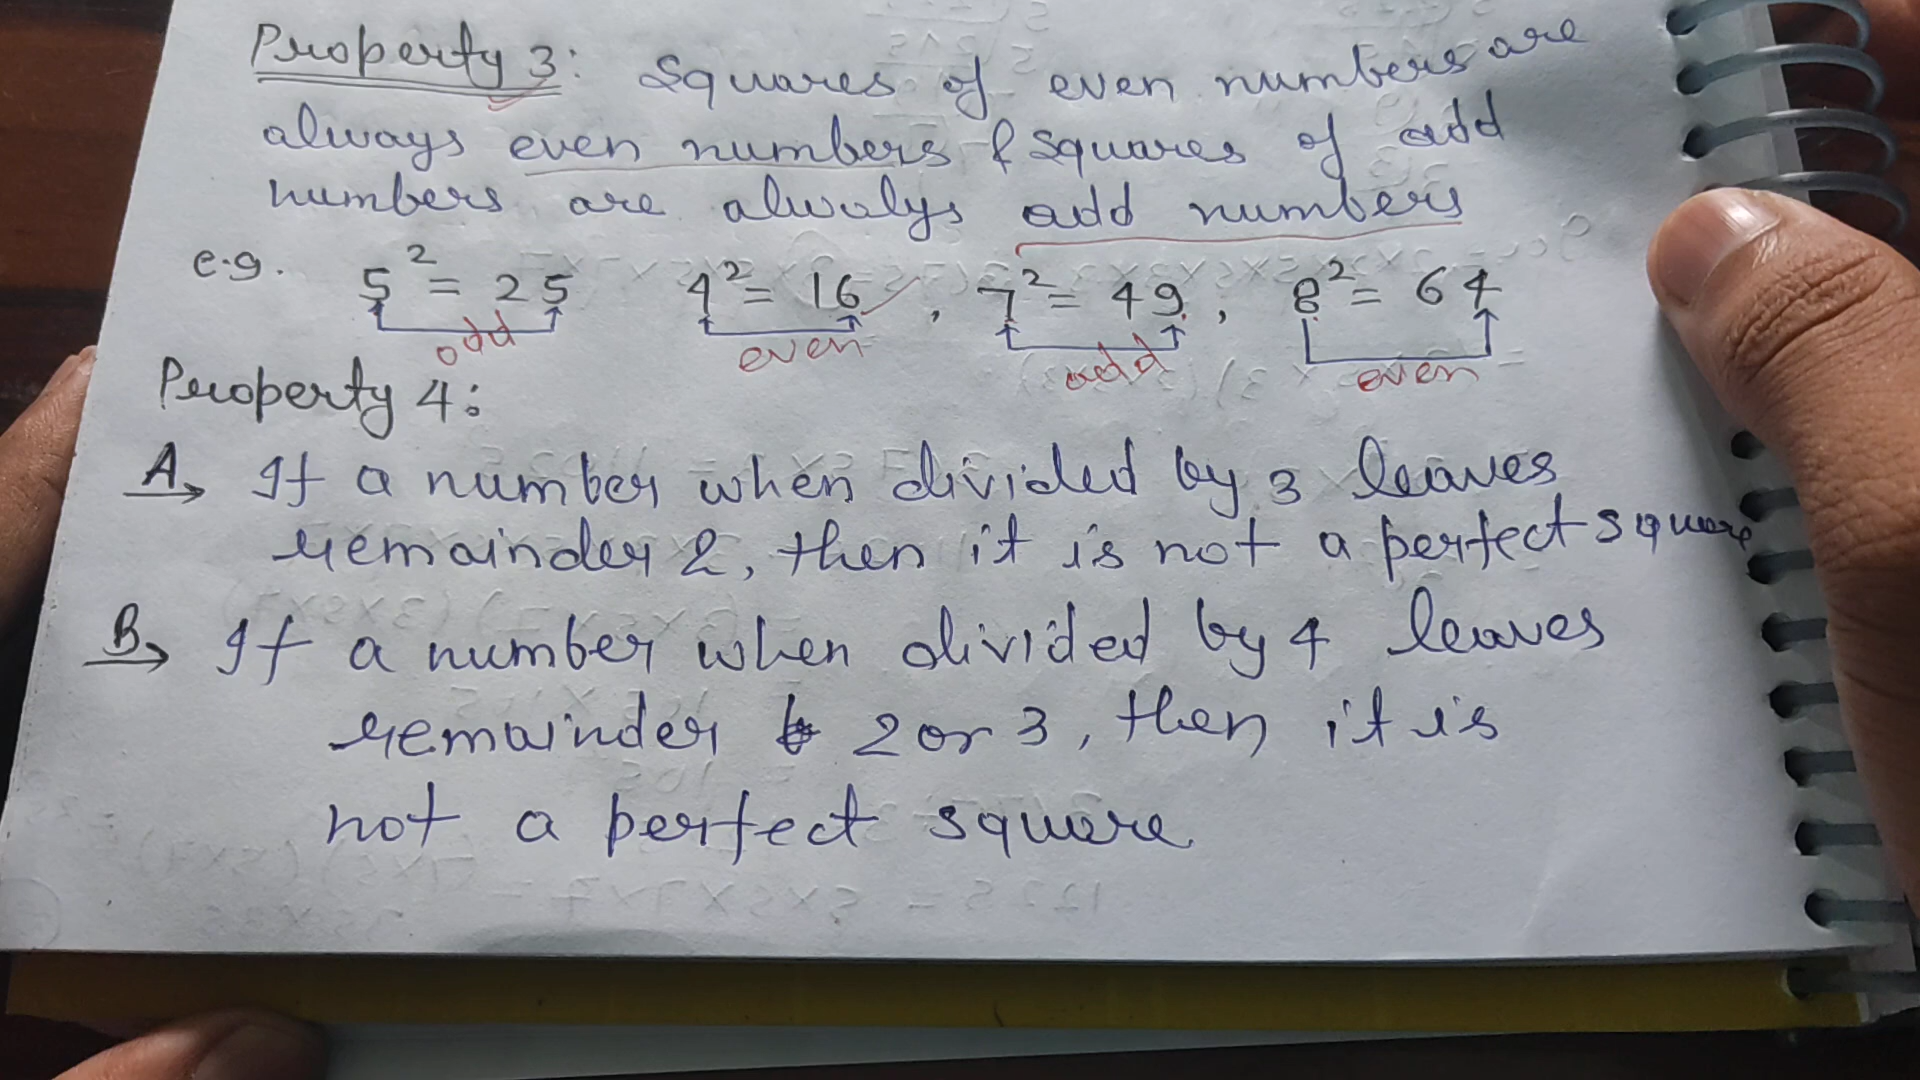 Property 3: Squares of even numbers are
always even numbers & squares of odd
numbers are alwalys odd numbers
e.g. 5² = 25 4² = 16, 7² = 49, 8² = 64
odd even odd even
Property 4:
A→ If a number when divided by 3 leaves
remainder 2, then it is not a perfect square
B→ If a number when divided by 4 leaves
remainder 2 or 3, then it is
not a perfect square